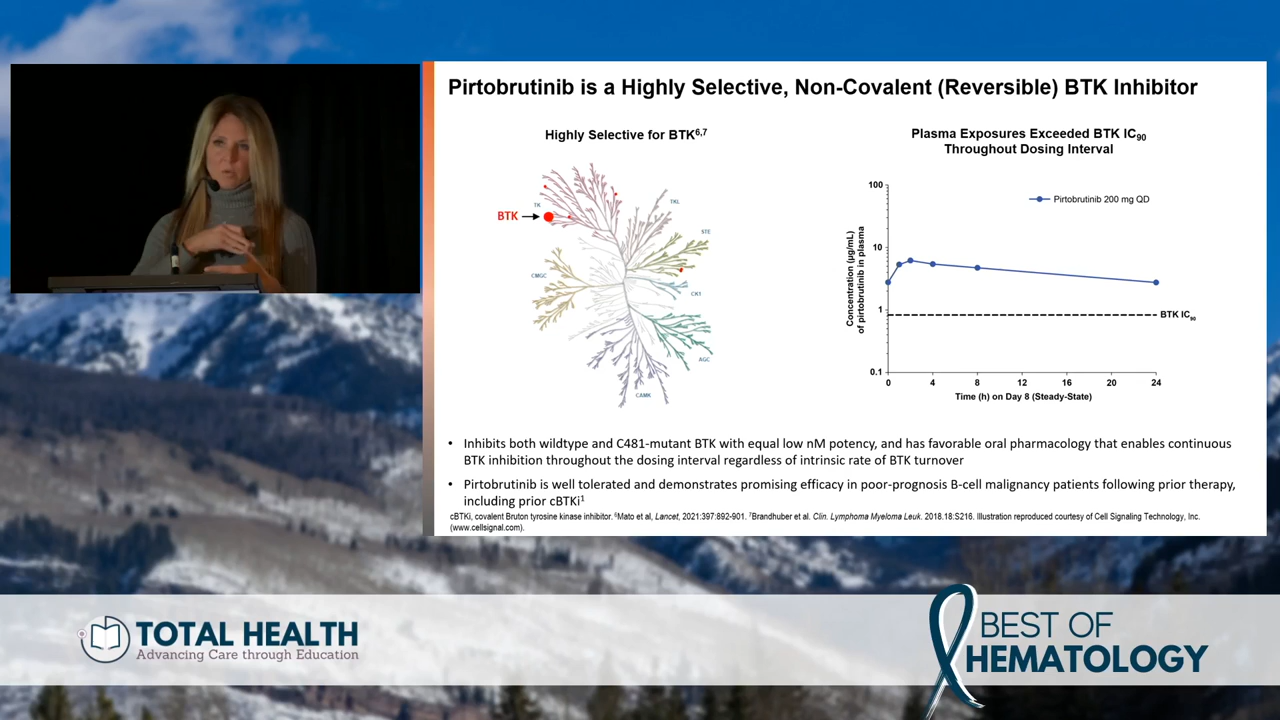 Pirtobrutinib is a Highly Selective, Non-Covalent (Reversible) BTK Inhibitor
Highly Selective for BTK6,7
TK
TKL
BTK
STE
CMGC
CK1
AGC
CAMK
Plasma Exposures Exceeded BTK IC90
Throughout Dosing Interval
Pirtobrutinib 200 mg QD
Concentration (μg/mL)
of pirtobrutinib in plasma
100
10
1
0.1
BTK IC90
0 4 8 12 16 20 24
Time (h) on Day 8 (Steady-State)
• Inhibits both wildtype and C481-mutant BTK with equal low nM potency, and has favorable oral pharmacology that enables continuous
BTK inhibition throughout the dosing interval regardless of intrinsic rate of BTK turnover
• Pirtobrutinib is well tolerated and demonstrates promising efficacy in poor-prognosis B-cell malignancy patients following prior therapy,
including prior cBTKi1
cBTKi, covalent Bruton tyrosine kinase inhibitor. 6Mato et al, Lancet, 2021:397:892-901. 7Brandhuber et al. Clin. Lymphoma Myeloma Leuk. 2018.18:S216. Illustration reproduced courtesy of Cell Signaling Technology, Inc.
(www.cellsignal.com).
TOTAL HEALTH
Advancing Care through Education
BEST OF
HEMATOLOGY